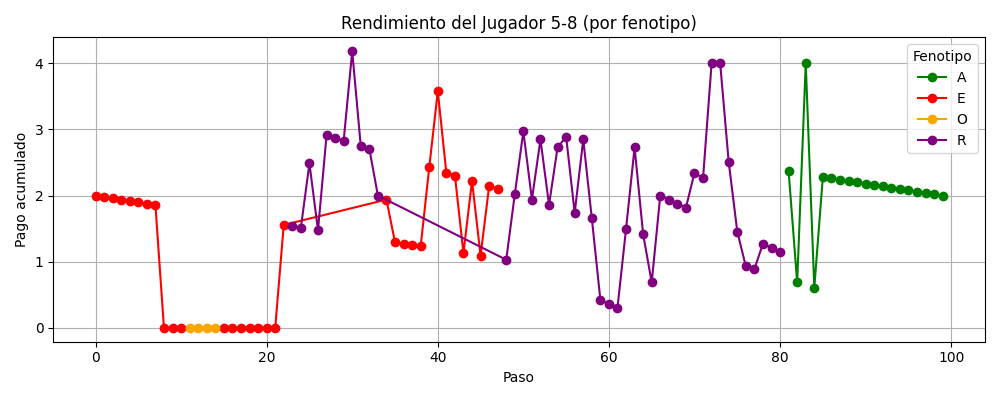 Rendimiento del Jugador 5-8 (por fenotipo)
Pago acumulado
4
3
2
1
0
Fenotipo
A
E
O
R
0 20 40 60 80 100
Paso